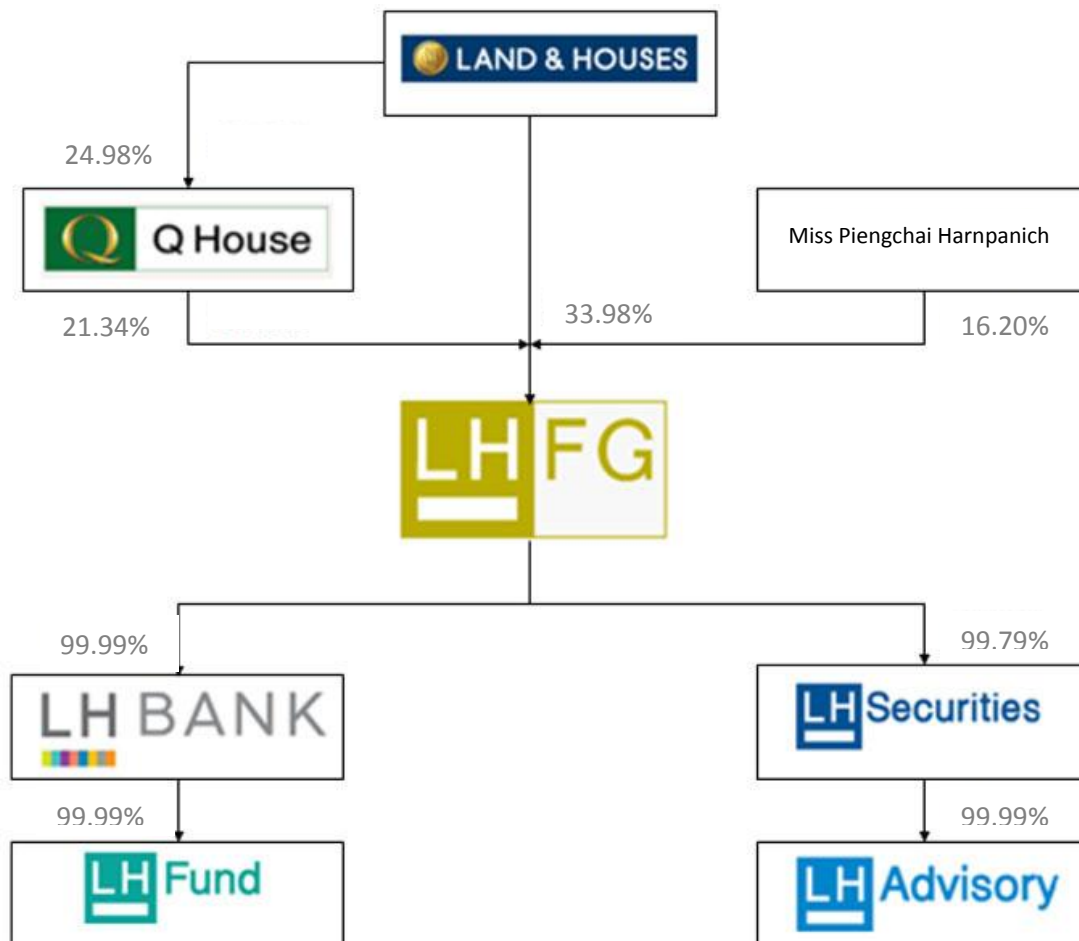 LAND & HOUSES
24.98%
Q Q House
Miss Piengchai Harnpanich
21.34%
33.98%
16.20%
LH FG
99.99%
99.79%
LH BANK
LH Securities
99.99%
99.99%
LH Fund
LH Advisory